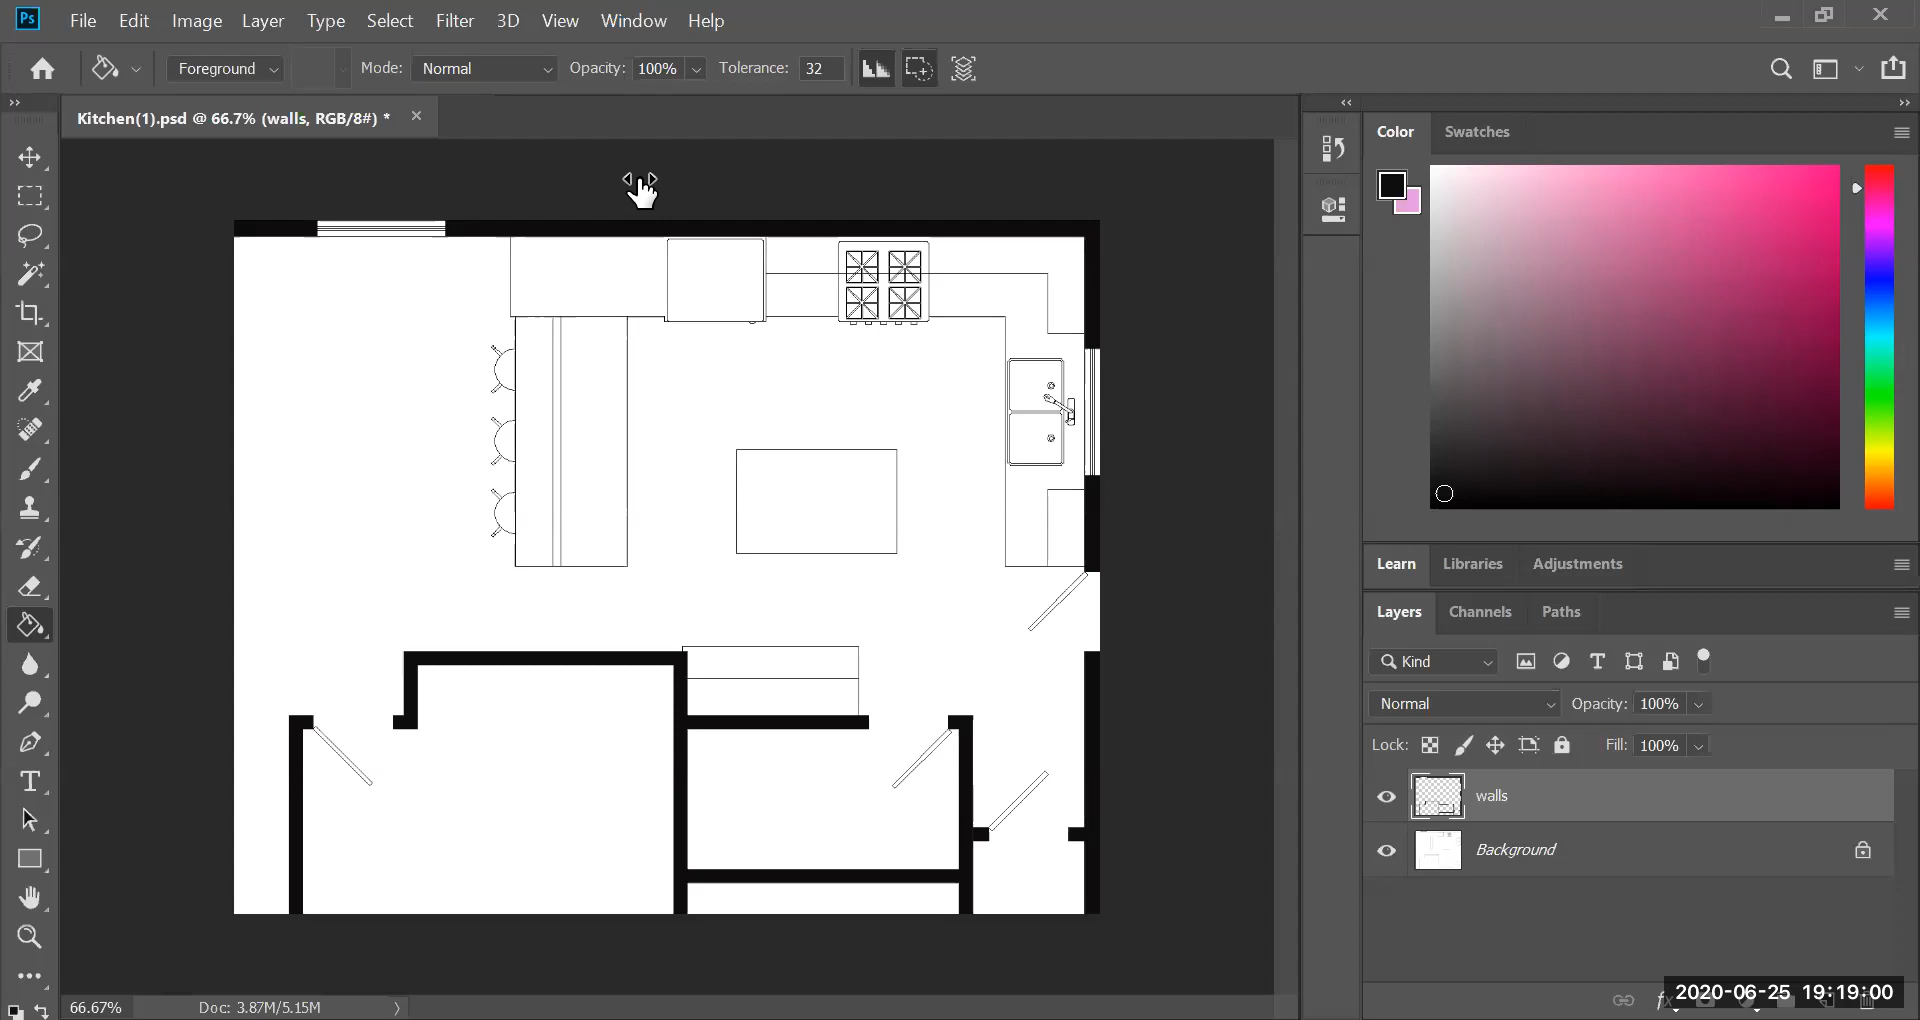 Ps File Edit Image Layer Type Select Filter 3D View Window Help
Foreground Mode: Normal Opacity: 100% Tolerance: 32
Kitchen(1).psd @ 66.7% (walls, RGB/8#) *
Color Swatches
Learn Libraries Adjustments
Layers Channels Paths
Kind
Normal Opacity: 100%
Lock: Fill: 100%
walls
Background
2020-06-25 19:19:00
66.67% Doc: 3.87M/5.15M